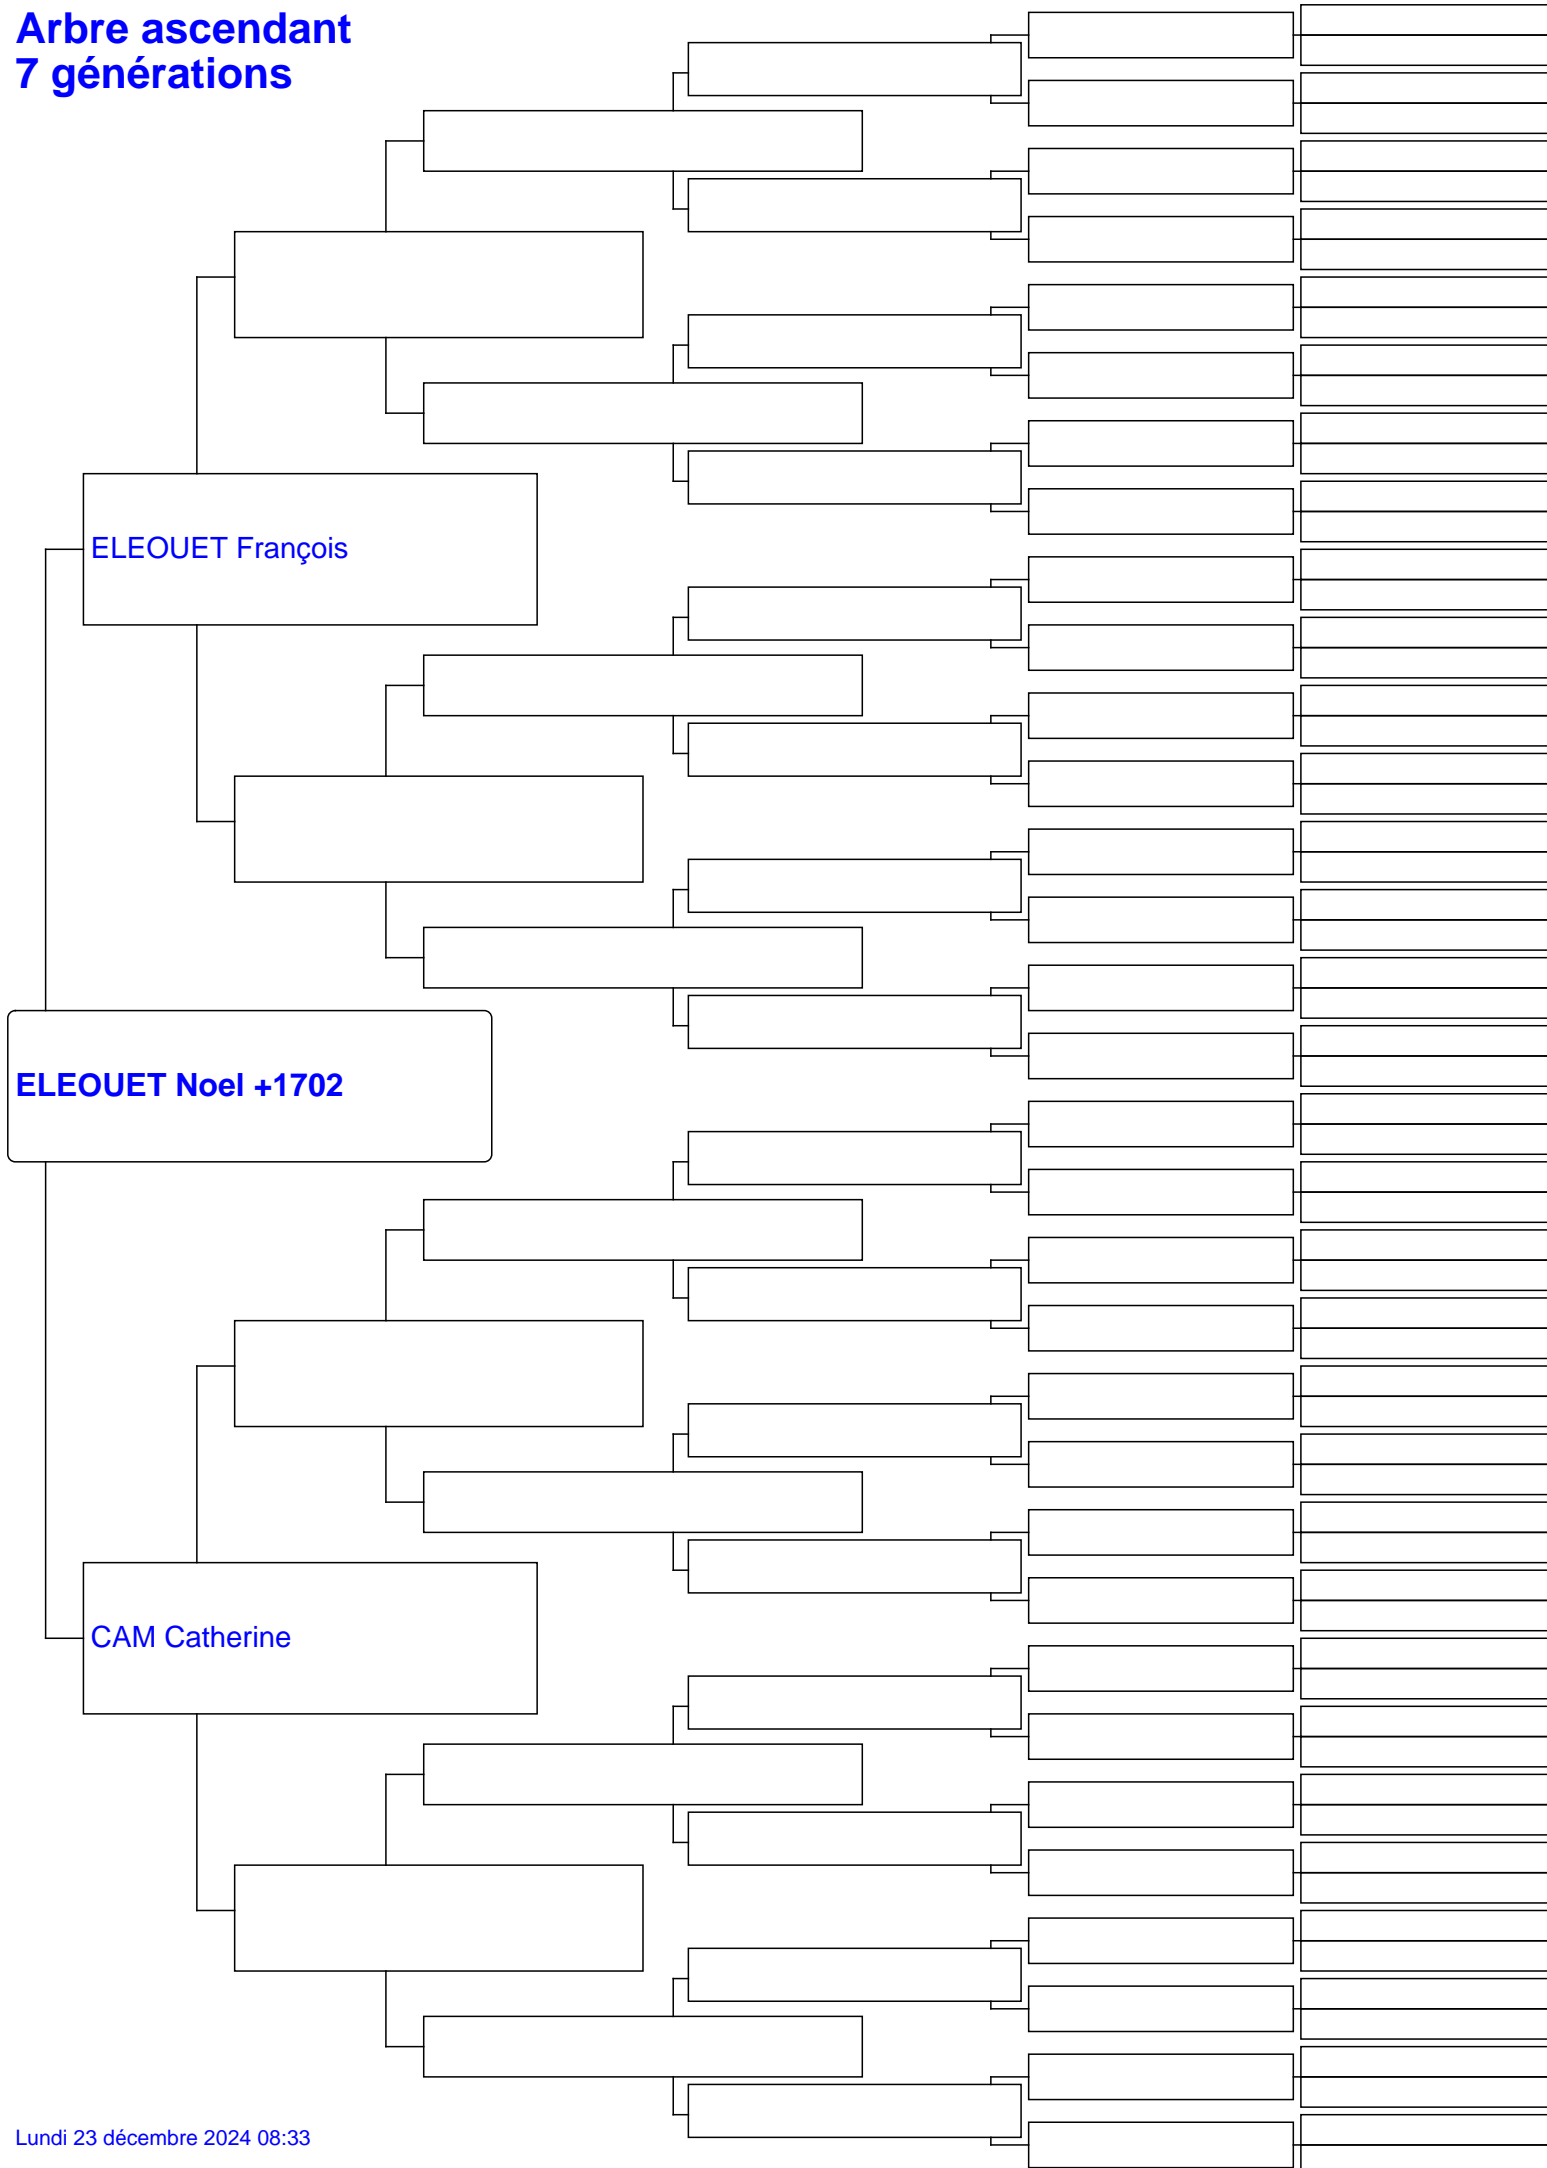 Arbre ascendant
7 générations
ELEOUET François
ELEOUET Noel +1702
CAM Catherine
Lundi 23 décembre 2024 08:33